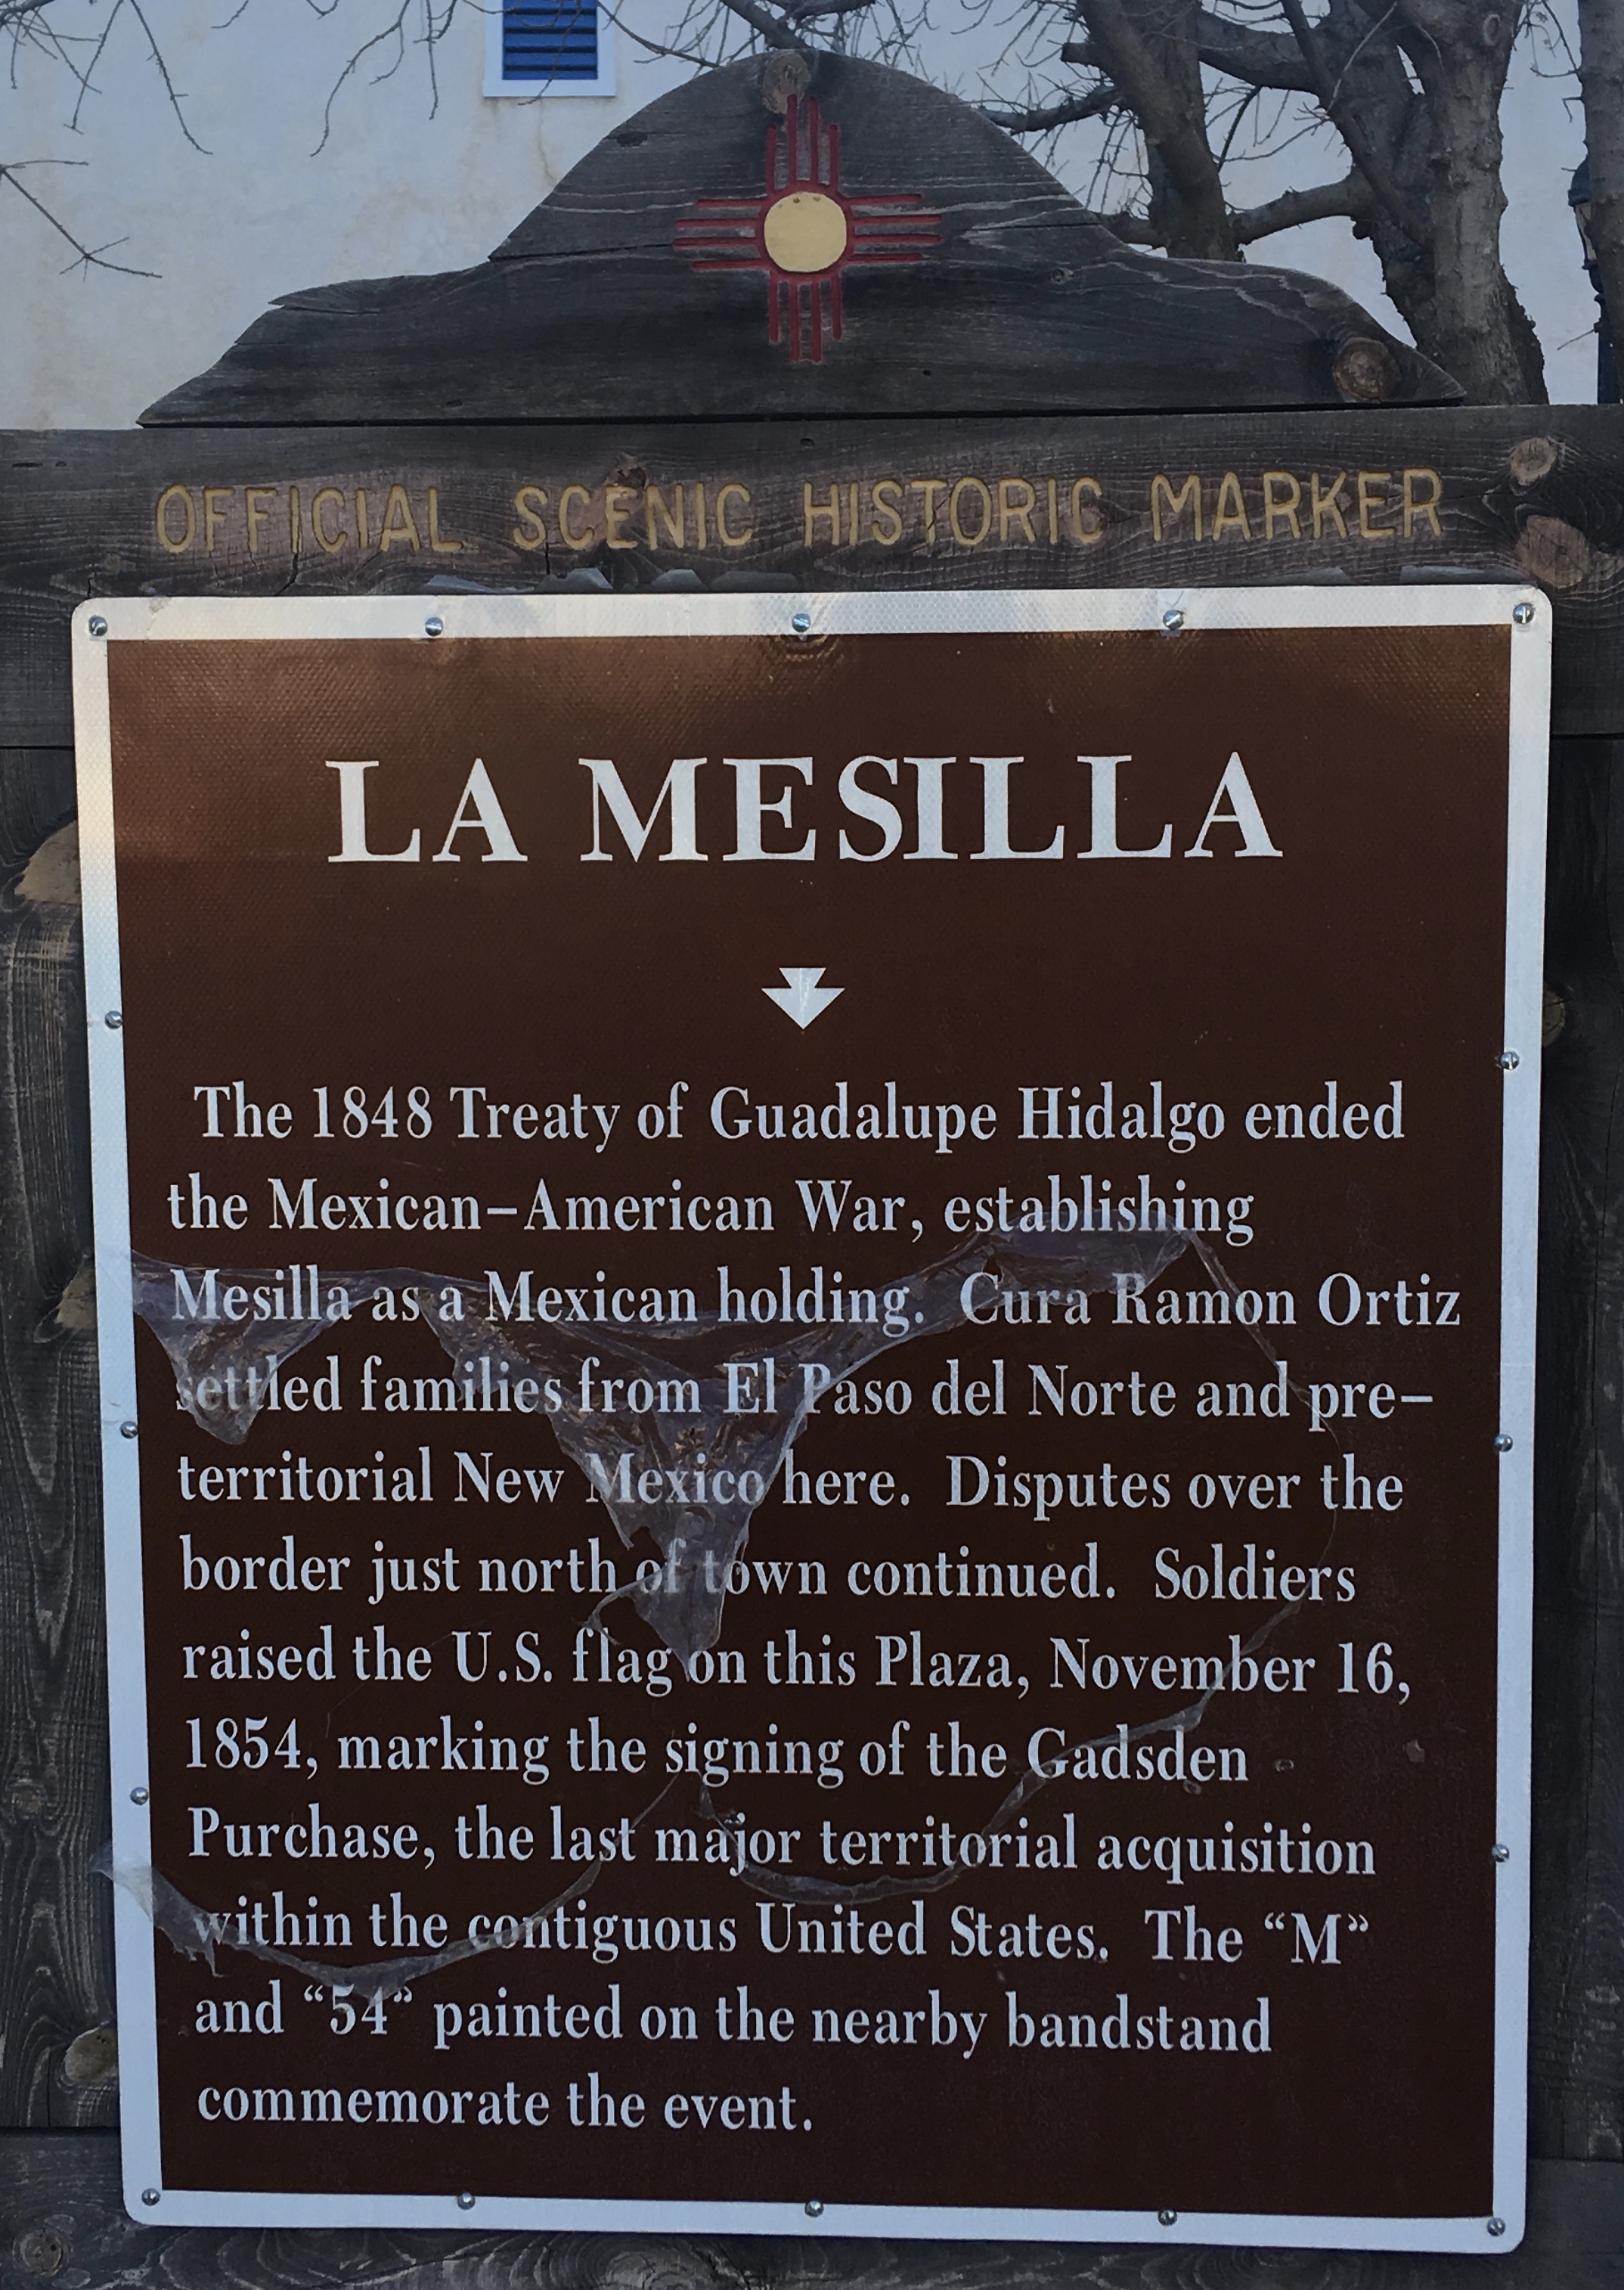 OFFICIAL SCENIC HISTORIC MARKER
LA MESILLA
The 1848 Treaty of Guadalupe Hidalgo ended
the Mexican–American War, establishing
Mesilla as a Mexican holding. Cura Ramon Ortiz
settled families from El Paso del Norte and pre–
territorial New Mexico here. Disputes over the
border just north of town continued. Soldiers
raised the U.S. flag on this Plaza, November 16,
1854, marking the signing of the Gadsden
Purchase, the last major territorial acquisition
within the contiguous United States. The “M”
and “54” painted on the nearby bandstand
commemorate the event.